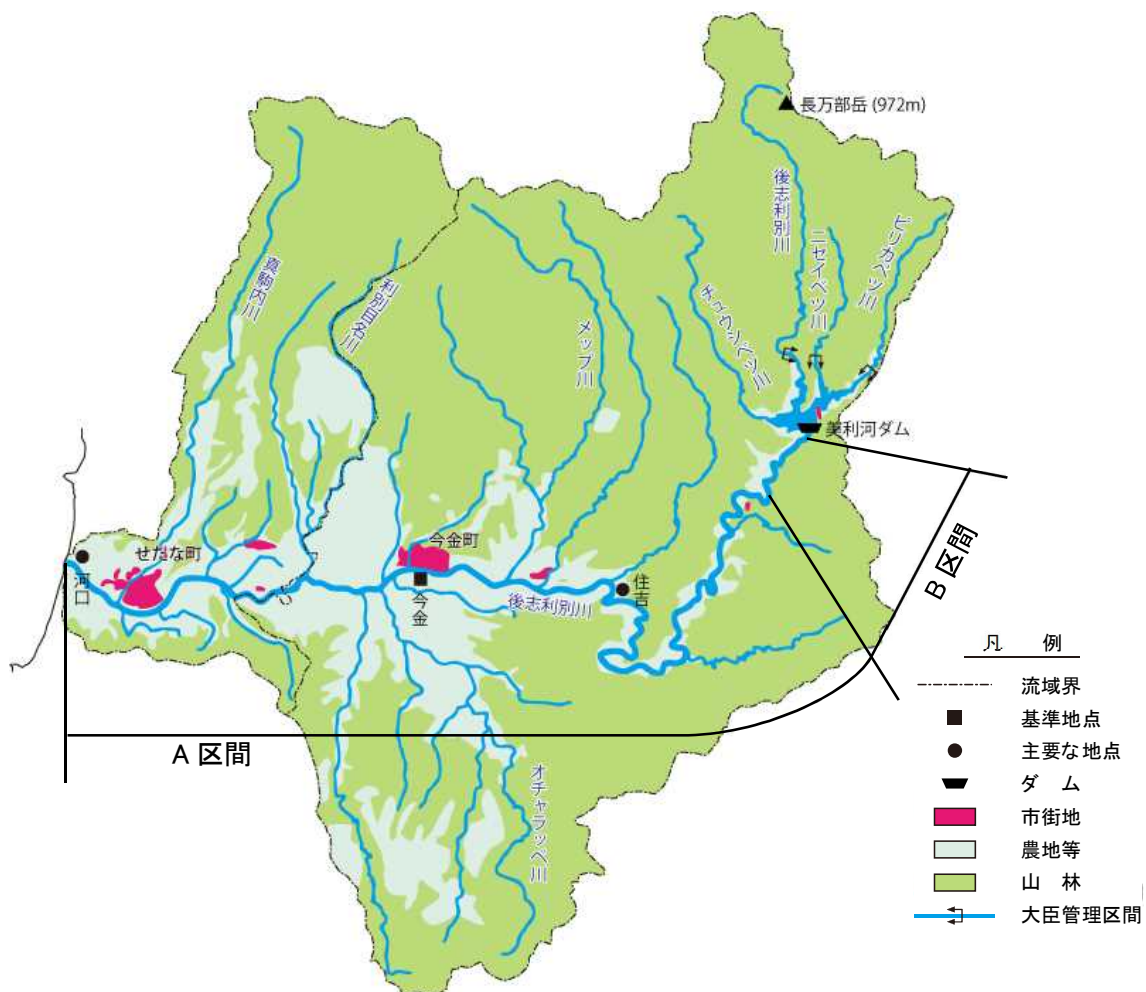 長万部岳 (972m)
後志利別川
ニセイベツ川
ピリカベツ川
チュウシベツ川
真駒内川
利別目名川
メップ川
美利河ダム
せたな町
河口
今金町
今金
住吉
後志利別川
オチャラッペ川
A 区間
B 区間
凡 例
流域界
基準地点
主要な地点
ダ ム
市街地
農地等
山 林
大臣管理区間